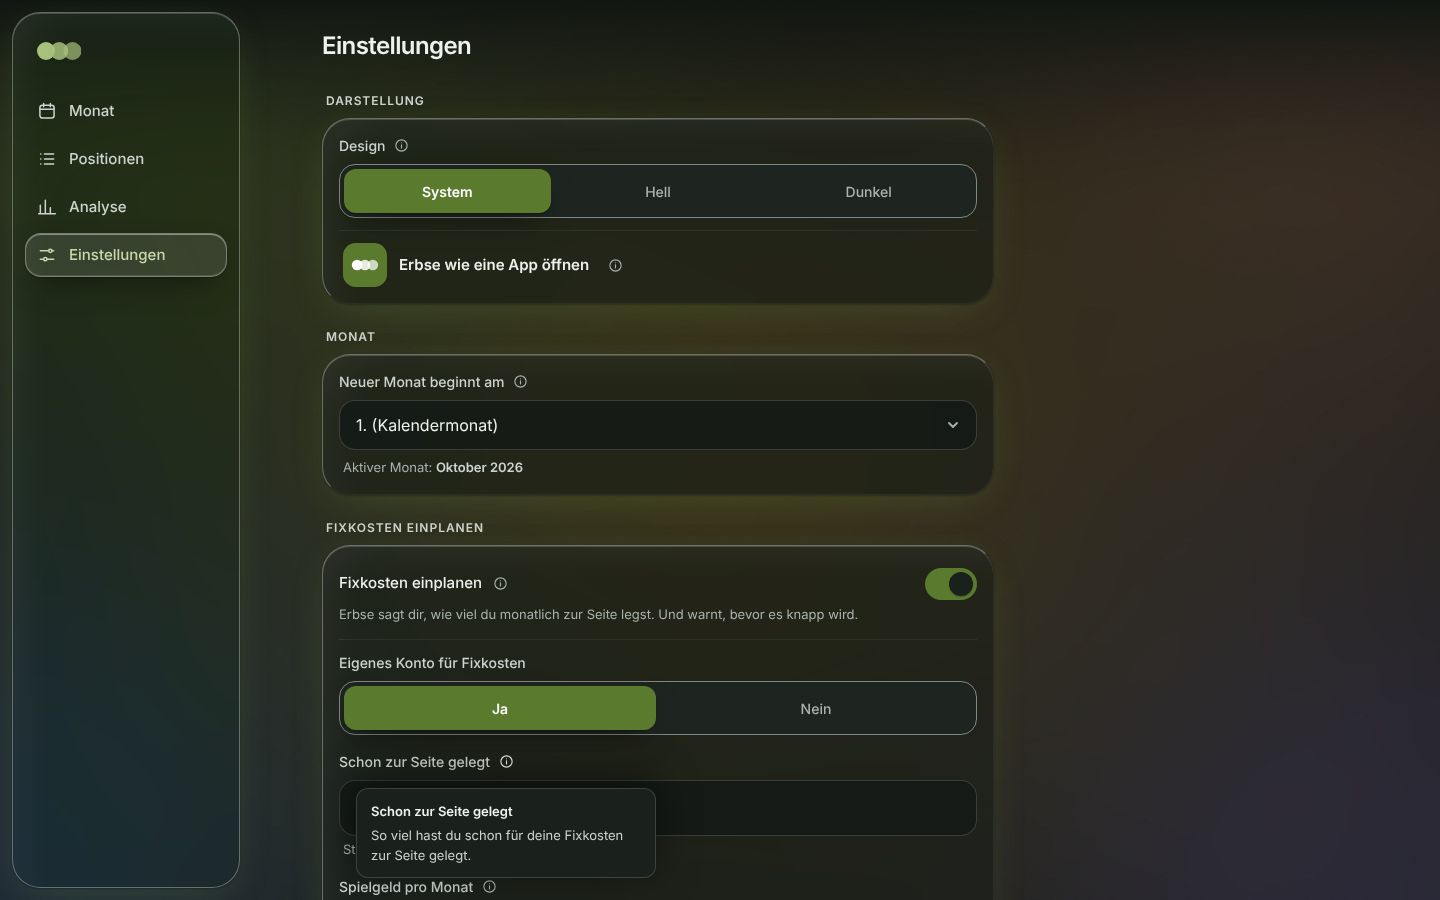 Einstellungen
Monat
Positionen
Analyse
Einstellungen
DARSTELLUNG
Design
System
Hell
Dunkel
Erbse wie eine App öffnen
MONAT
Neuer Monat beginnt am
1. (Kalendermonat)
Aktiver Monat: Oktober 2026
FIXKOSTEN EINPLANEN
Fixkosten einplanen
Erbse sagt dir, wie viel du monatlich zur Seite legst. Und warnt, bevor es knapp wird.
Eigenes Konto für Fixkosten
Ja
Nein
Schon zur Seite gelegt
Schon zur Seite gelegt
So viel hast du schon für deine Fixkosten
zur Seite gelegt.
St
Spielgeld pro Monat